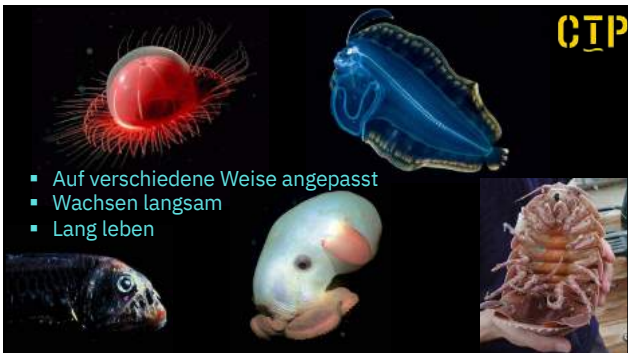 CTP
Auf verschiedene Weise angepasst
Wachsen langsam
Lang leben